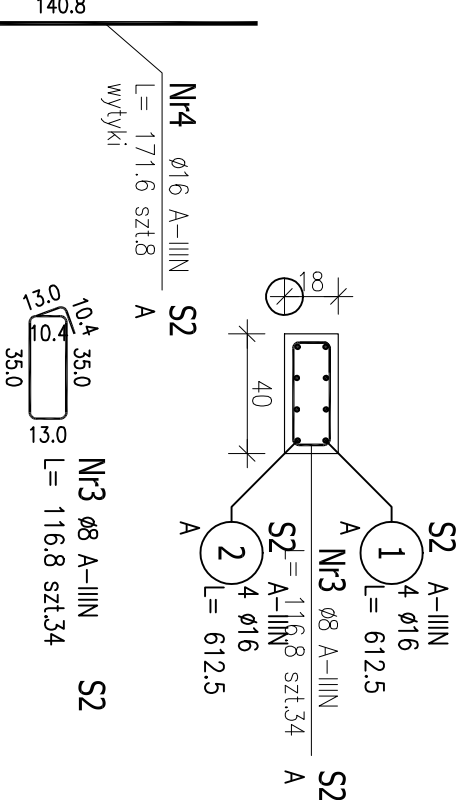 140.8
Nr4 ø16 A-IIIN S2
L= 171.6 szt.8 A
wytyki
18
40
S2 A-IIIN
1 4 ø16
A L= 612.5
S2 A-IIIN
2 4 ø16
A L= 612.5
Nr3 ø8 A-IIIN S2
L= 116.8 szt.34 A
13.0
10.4
10.4
35.0
35.0
13.0
Nr3 ø8 A-IIIN S2
L= 116.8 szt.34